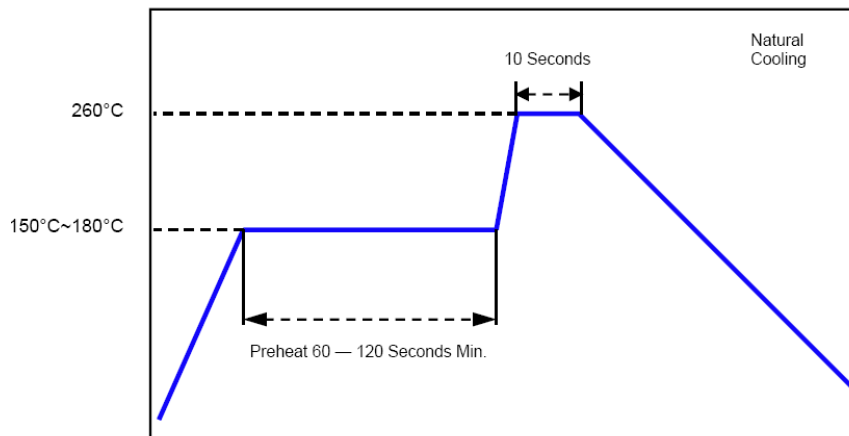 Natural
Cooling
10 Seconds
260°C
150°C~180°C
Preheat 60 — 120 Seconds Min.